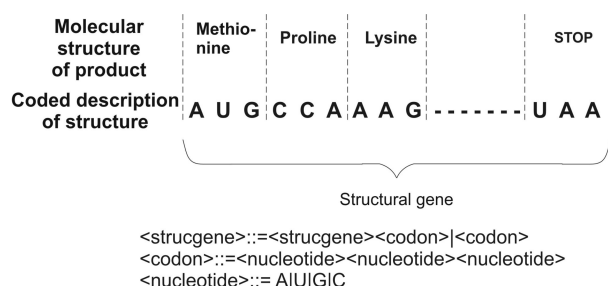 Molecular structure of product
Methio-nine Proline Lysine STOP
Coded description of structure
A U G C C A A A G - - - - - - - U A A
Structural gene
<strucgene>::=<strucgene><codon>|<codon>
<codon>::=<nucleotide><nucleotide><nucleotide>
<nucleotide>::= A|U|G|C